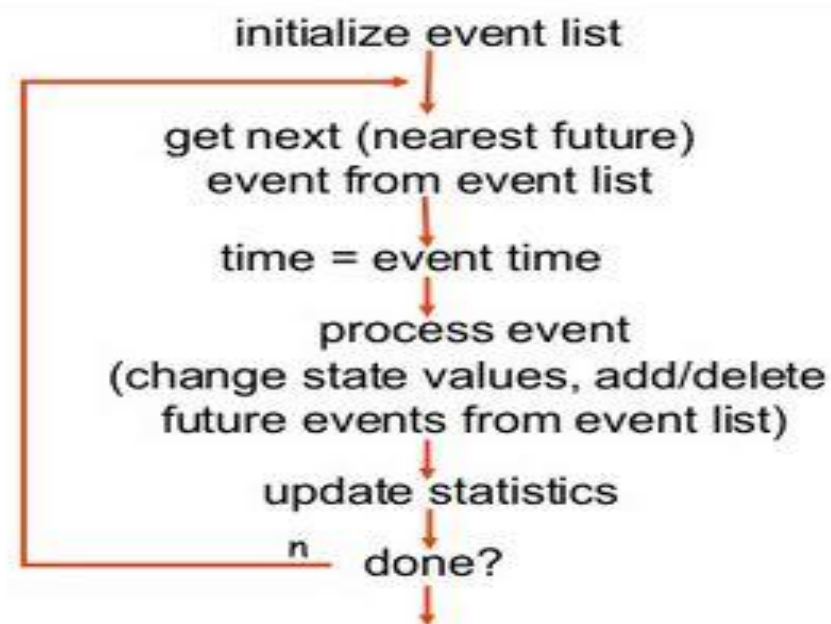 initialize event list
get next (nearest future)
event from event list
time = event time
process event
(change state values, add/delete
future events from event list)
update statistics
n
done?